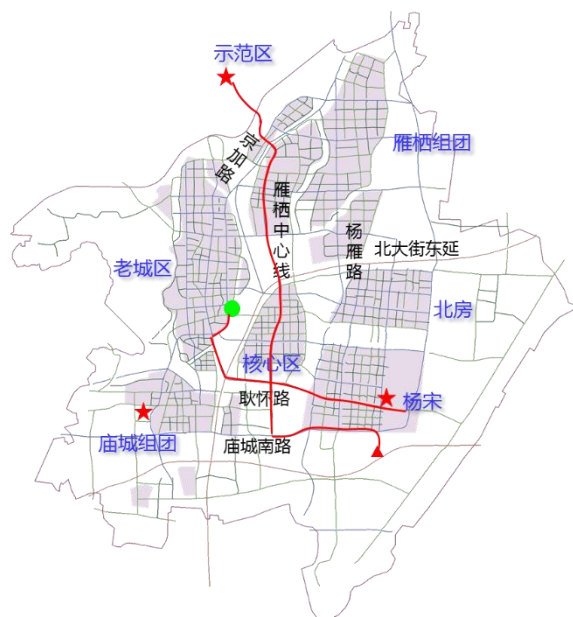 示范区
京加路
雁栖组团
雁栖中心线
杨雁路
北大街东延
老城区
北房
核心区
耿怀路
杨宋
庙城组团
庙城南路